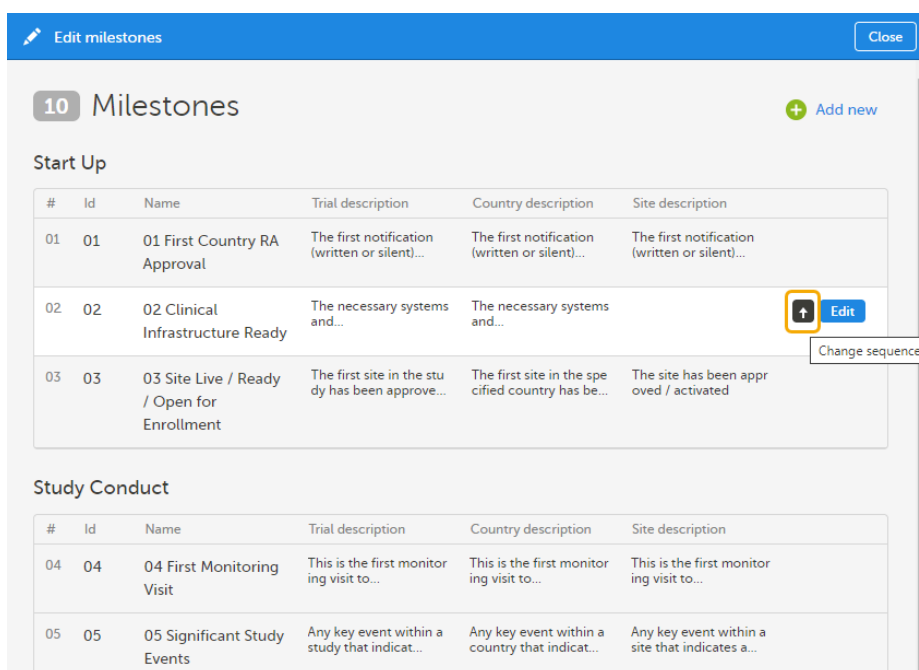 Edit milestones
Close
10 Milestones
Add new
Start Up
# Id Name Trial description Country description Site description
01 01 01 First Country RA The first notification The first notification The first notification
Approval (written or silent)... (written or silent)... (written or silent)...
02 02 02 Clinical The necessary systems The necessary systems Edit
Infrastructure Ready and... and...
Change sequence
03 03 03 Site Live / Ready The first site in the stu The first site in the spe The site has been appr
/ Open for dy has been approve... cified country has be... oved / activated
Enrollment
Study Conduct
# Id Name Trial description Country description Site description
04 04 04 First Monitoring This is the first monitor This is the first monitor This is the first monitor
Visit ing visit to... ing visit to... ing visit to...
05 05 05 Significant Study Any key event within a Any key event within a Any key event within a
Events study that indicat... country that indicat... site that indicates a...